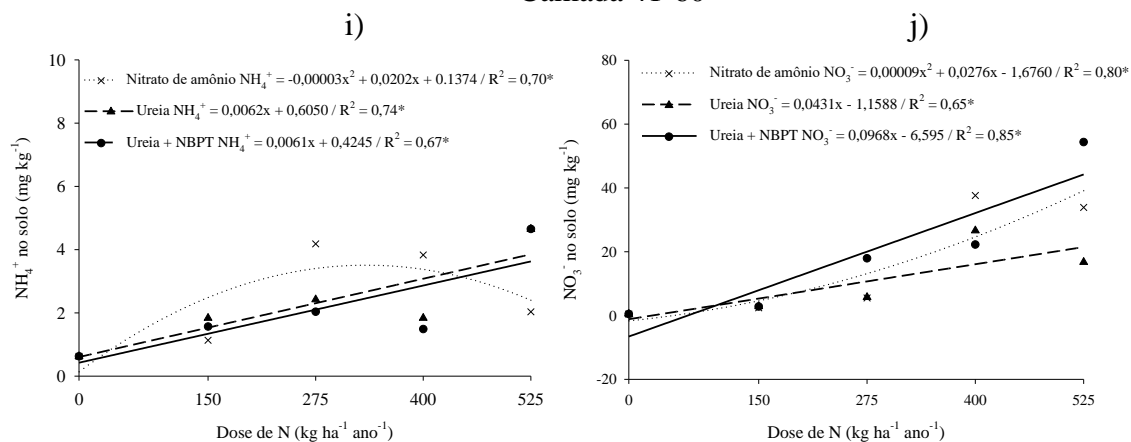 i)
j)
Nitrato de amônio NH₄⁺ = -0,00003x² + 0,0202x + 0.1374 / R² = 0,70*
Ureia NH₄⁺ = 0,0062x + 0,6050 / R² = 0,74*
Ureia + NBPT NH₄⁺ = 0,0061x + 0,4245 / R² = 0,67*
NH₄⁺ no solo (mg kg⁻¹)
10
8
6
4
2
0
0 150 275 400 525
Dose de N (kg ha⁻¹ ano⁻¹)
Nitrato de amônio NO₃⁻ = 0,00009x² + 0,0276x - 1,6760 / R² = 0,80*
Ureia NO₃⁻ = 0,0431x - 1,1588 / R² = 0,65*
Ureia + NBPT NO₃⁻ = 0,0968x - 6,595 / R² = 0,85*
NO₃⁻ no solo (mg kg⁻¹)
80
60
40
20
0
-20
0 150 275 400 525
Dose de N (kg ha⁻¹ ano⁻¹)